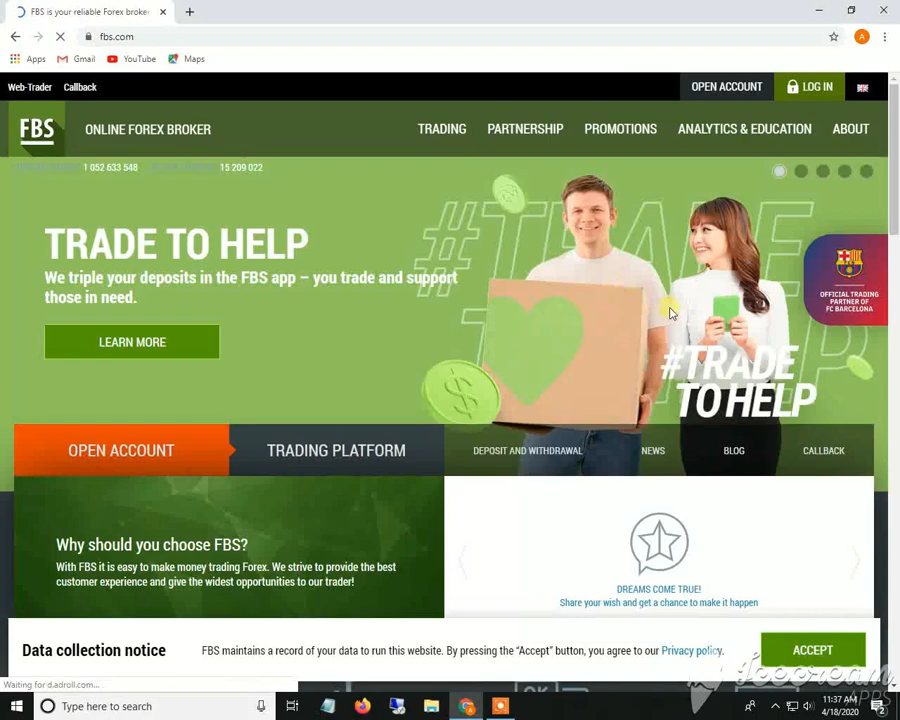 FBS is your reliable Forex broke
fbs.com
A
Apps Gmail YouTube Maps
Web-Trader Callback OPEN ACCOUNT LOG IN
FBS ONLINE FOREX BROKER TRADING PARTNERSHIP PROMOTIONS ANALYTICS & EDUCATION ABOUT
1 052 633 548 15 209 022
#TRADE
TRADE TO HELP
We triple your deposits in the FBS app – you trade and support
those in need.
LEARN MORE
OFFICIAL TRADING
PARTNER OF
FC BARCELONA
#TRADE
TO HELP
OPEN ACCOUNT TRADING PLATFORM DEPOSIT AND WITHDRAWAL NEWS BLOG CALLBACK
Why should you choose FBS?
With FBS it is easy to make money trading Forex. We strive to provide the best
customer experience and give the widest opportunities to our trader!
DREAMS COME TRUE!
Share your wish and get a chance to make it happen
Data collection notice FBS maintains a record of your data to run this website. By pressing the “Accept” button, you agree to our Privacy policy. ACCEPT
Waiting for d.adroll.com...
Icecream
APPS
Type here to search
11:37 AM
4/18/2020
2